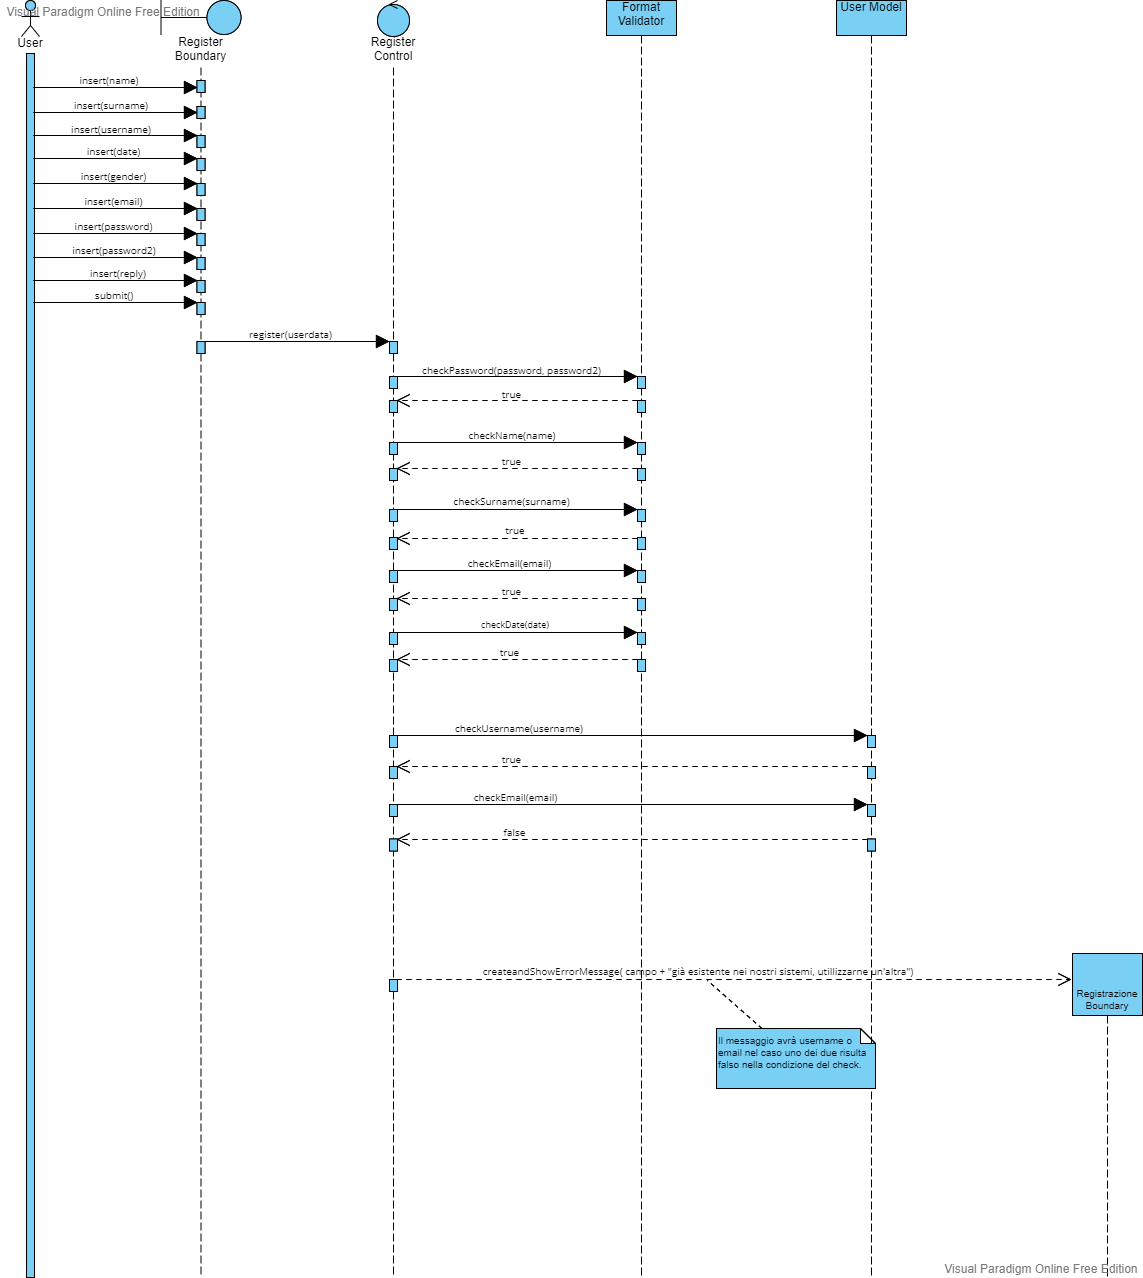 Visual Paradigm Online Free Edition
User
Register
Boundary
Register
Control
Format
Validator
User Model
insert(name)
insert(surname)
insert(username)
insert(date)
insert(gender)
insert(email)
insert(password)
insert(password2)
insert(reply)
submit()
register(userdata)
checkPassword(password, password2)
true
checkName(name)
true
checkSurname(surname)
true
checkEmail(email)
true
checkDate(date)
true
checkUsername(username)
true
checkEmail(email)
false
createandShowErrorMessage( campo + "già esistente nei nostri sistemi, utillizzarne un'altra")
Registrazione
Boundary
Il messaggio avrà username o
email nel caso uno dei due risulta
falso nella condizione del check.
Visual Paradigm Online Free Edition